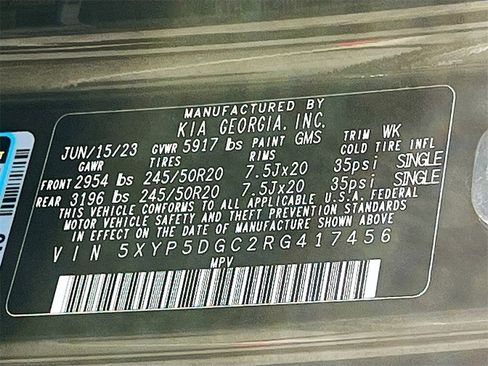 MANUFACTURED BY
KIA GEORGIA, INC.
JUN/15/23 GVWR 5917 lbs PAINT GMS TRIM WK
GAWR TIRES RIMS COLD TIRE INFL
FRONT 2954 lbs 245/50R20 7.5Jx20 35psi SINGLE
REAR 3196 lbs 245/50R20 7.5Jx20 35psi SINGLE
THIS VEHICLE CONFORMS TO ALL APPLICABLE U.S.A. FEDERAL
MOTOR VEHICLE SAFETY AND THEFT PREVENTION STANDARDS
IN EFFECT ON THE DATE OF MANUFACTURE SHOWN ABOVE
VIN 5XYP5DGC2RG417456
MPV